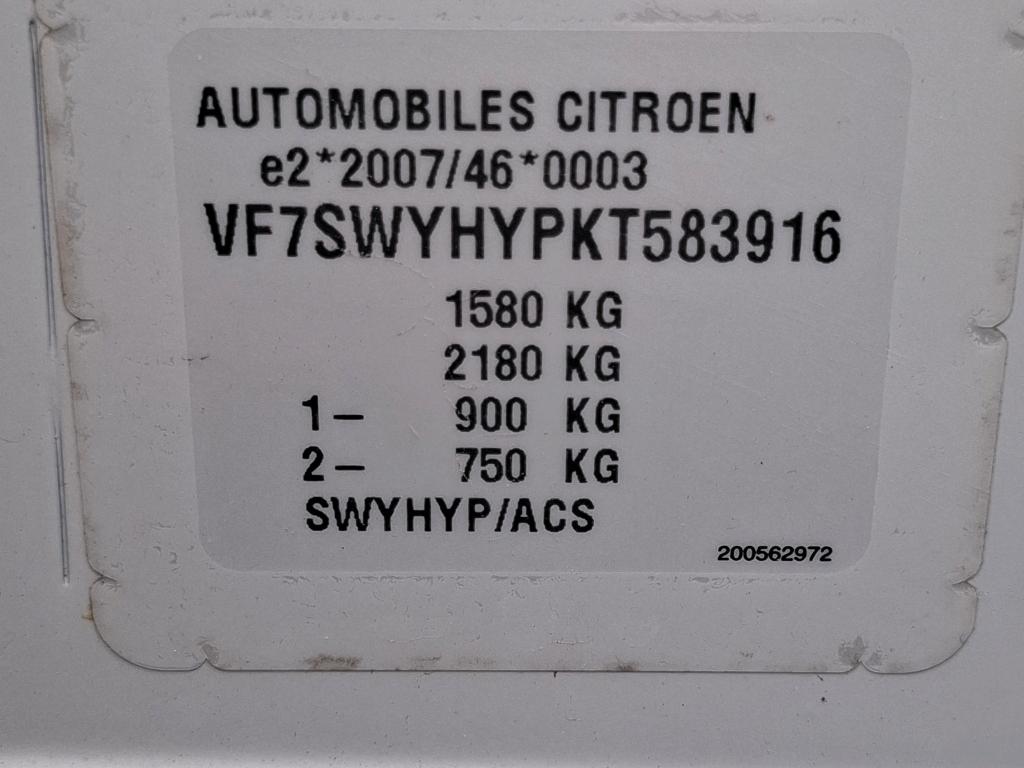 AUTOMOBILES CITROEN
e2*2007/46*0003
VF7SWYHYPKT583916
1580 KG
2180 KG
1- 900 KG
2- 750 KG
SWYHYP/ACS
200562972